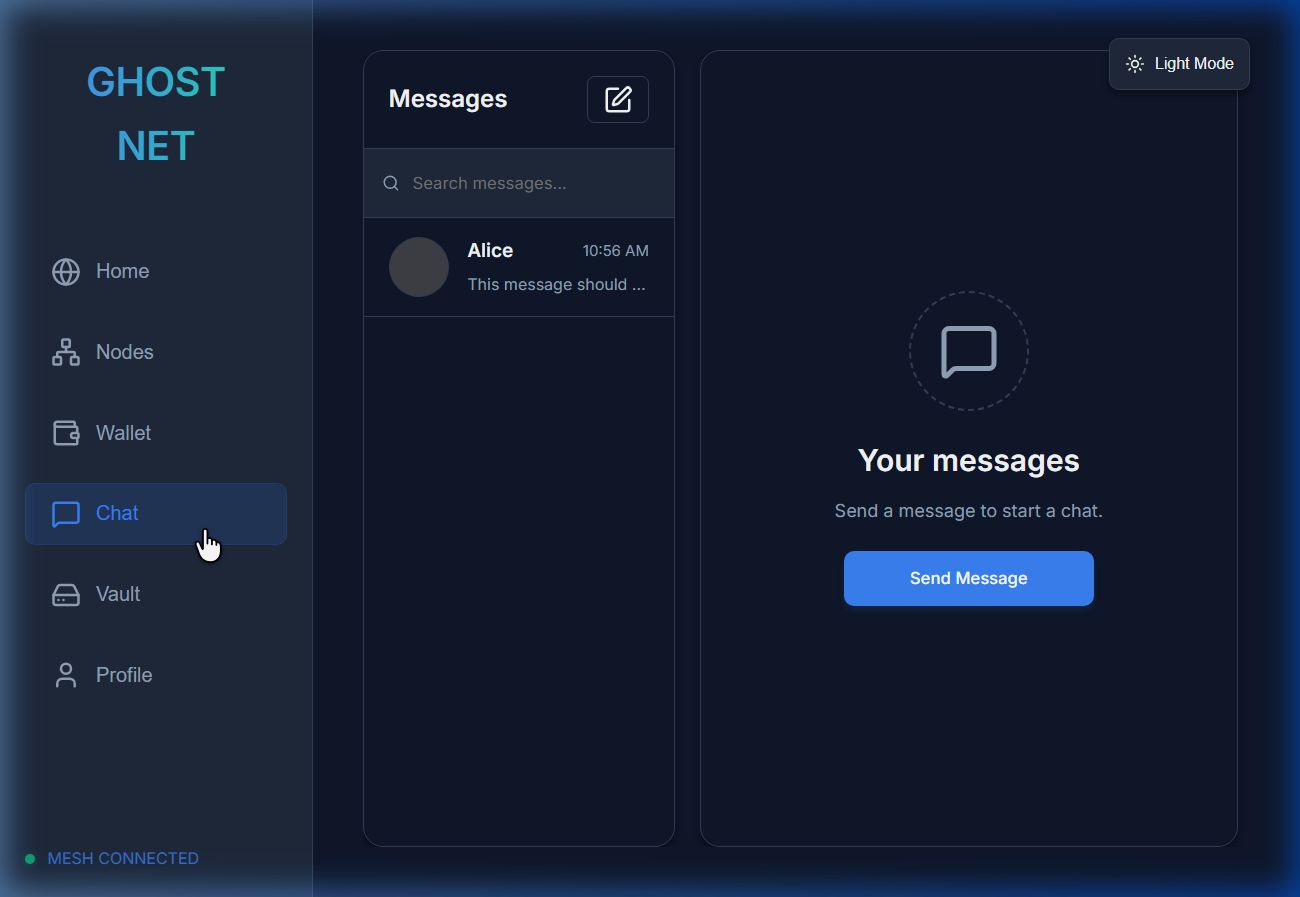 GHOST
NET
Home
Nodes
Wallet
Chat
Vault
Profile
MESH CONNECTED
Messages
Search messages...
Alice
10:56 AM
This message should ...
Light Mode
Your messages
Send a message to start a chat.
Send Message